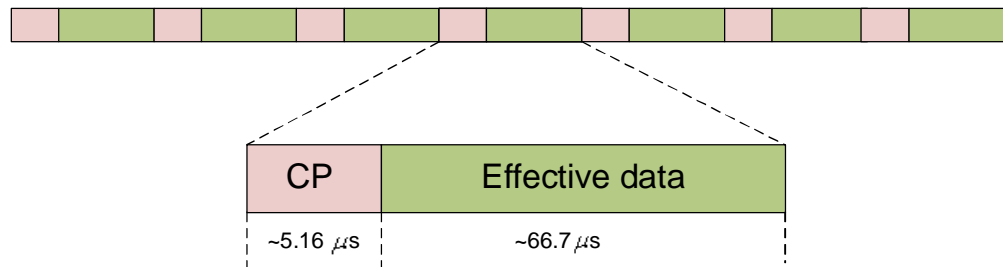 CP Effective data
~5.16 μs ~66.7 μs